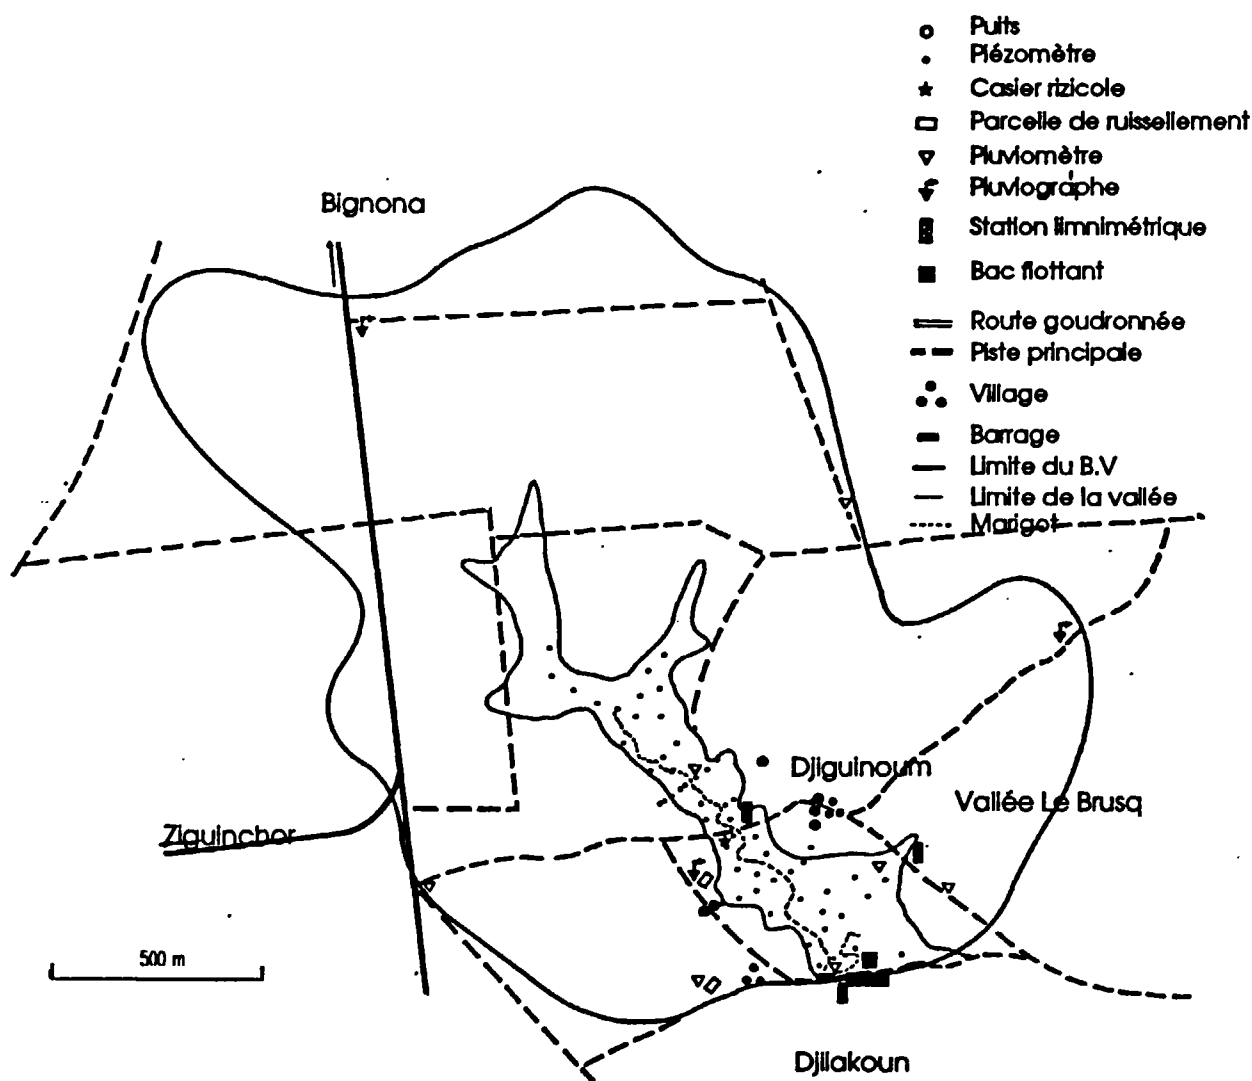 Puits
Piézomètre
Casier rizicole
Parcelle de ruissellement
Pluviomètre
Pluviographe
Station limnimétrique
Bac flottant
Route goudronnée
Piste principale
Village
Barrage
Limite du B.V
Limite de la vallée
Marigot
Bignona
Djiguinoum
Vallée Le Brusq
Ziguinchor
500 m
Djilakoun